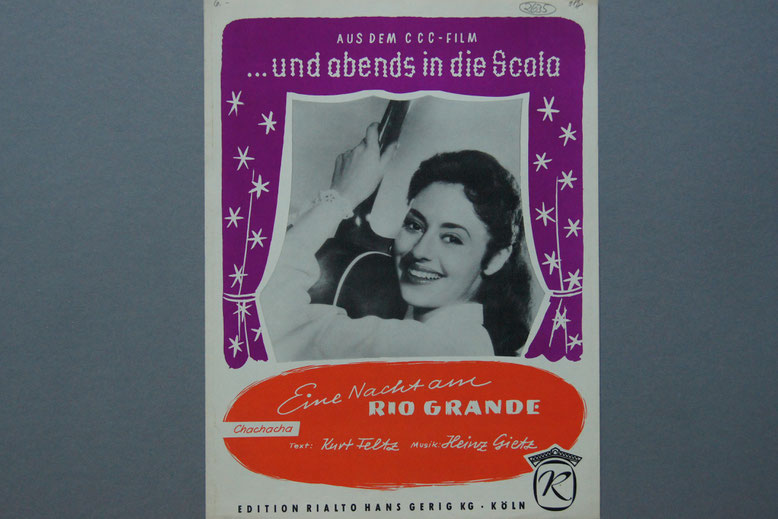 2635
AUS DEM CCC-FILM
...und abends in die Scala
Eine Nacht am
RIO GRANDE
Chachacha
Text: Kurt Feltz Musik: Heinz Gietz
R
EDITION RIALTO HANS GERIG KG • KÖLN